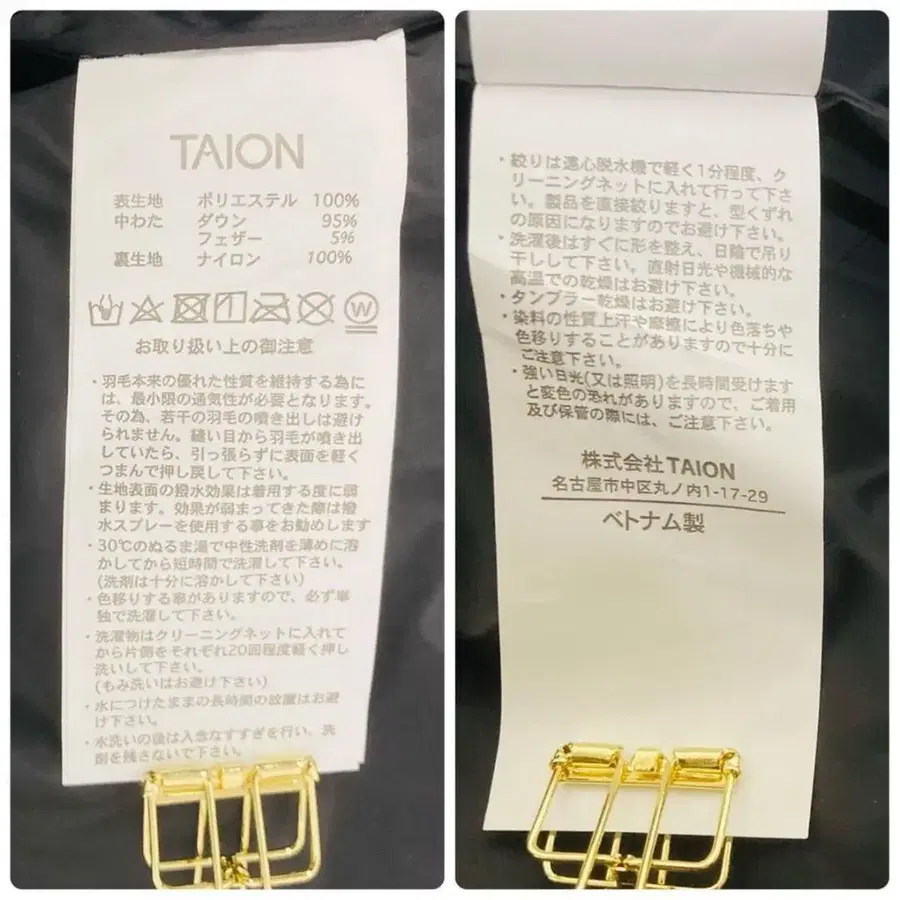 TAION
表生地 ポリエステル 100%
中わた ダウン 95%
フェザー 5%
裏生地 ナイロン 100%
W
お取り扱い上の御注意
・羽毛本来の優れた性質を維持する為に
は、最小限の通気性が必要となります。
その為、若干の羽毛の噴き出しは避け
られません。縫い目から羽毛が噴き出
していたら、引っ張らずに表面を軽く
つまんで押し戻して下さい。
・生地表面の撥水効果は着用する度に弱
まります。効果が弱まってきた際は撥
水スプレーを使用する事をお勧めします
・30℃のぬるま湯で中性洗剤を薄めに溶
かしてから短時間で洗濯して下さい。
(洗剤は十分に溶かして下さい)
・色移りする事がありますので、必ず単
独で洗濯して下さい。
・洗濯物はクリーニングネットに入れて
から片側をそれぞれ20回程度軽く押し
洗いして下さい。
(もみ洗いはお避け下さい)
・水につけたままの長時間の放置はお避
け下さい。
・水洗いの後は入念なすすぎを行い、洗
剤を残さないで下さい。
・絞りは遠心脱水機で軽く1分程度、ク
リーニングネットに入れて行って下さ
い。製品を直接絞りますと、型くずれ
の原因になりますのでお避け下さい。
・洗濯後はすぐに形を整え、日陰で吊り
干しして下さい。直射日光や機械的な
高温での乾燥はお避け下さい。
・タンブラー乾燥はお避け下さい。
・染料の性質上汗や摩擦により色落ちや
色移りすることがありますので十分に
ご注意下さい。
・強い日光(又は照明)を長時間受けます
と変色の恐れがありますので、ご着用
及び保管の際には、ご注意下さい。
株式会社 TAION
名古屋市中区丸ノ内1-17-29
ベトナム製